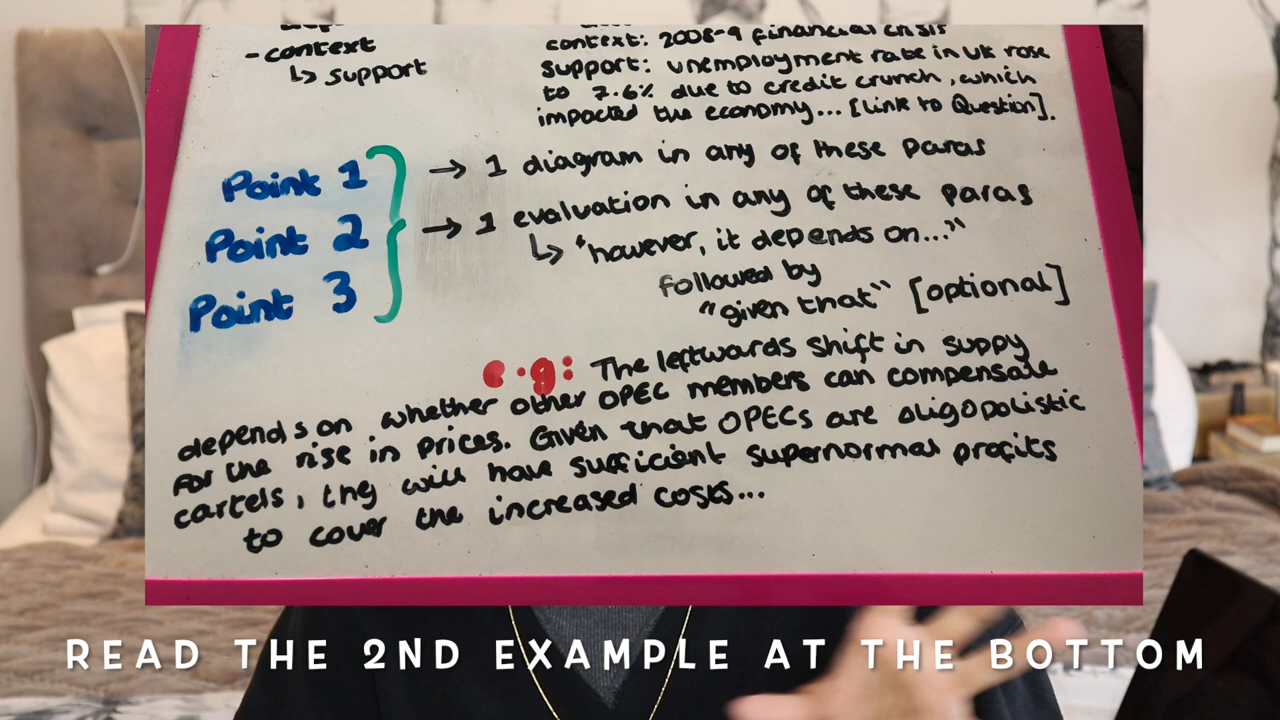 - context
↳ support
context: 2008-9 financial crisis
support: unemployment rate in UK rose
to 7.6% due to credit crunch, which
impacted the economy... [Link to Question].
Point 1
Point 2
Point 3
→ 1 diagram in any of these paras
→ 1 evaluation in any of these paras
↳ "however, it depends on..."
followed by
"given that" [optional]
e.g: The leftwards shift in suppy
depends on whether other OPEC members can compensate
for the rise in prices. Given that OPECs are oligopolistic
cartels, they will have sufficient supernormal profits
to cover the increased costs...
READ THE 2ND EXAMPLE AT THE BOTTOM